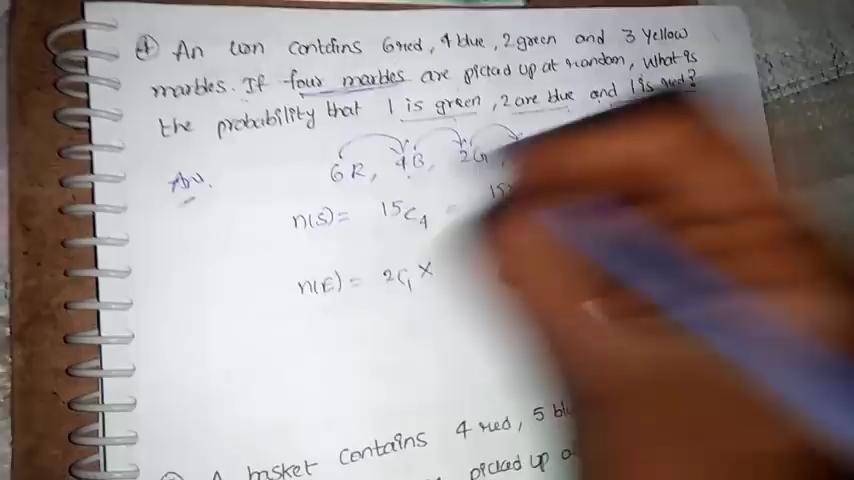 ④ An urn contains 6 red, 4 blue, 2 green and 3 Yellow
marbles. If four marbles are picked up at random, What is
the probability that 1 is green, 2 are blue and 1 is red?
Ans. 6R, 4B, 2G,
n(S) = 15C4 =
n(E) = 2C1 ×
A basket contains 4 red, 5
picked up